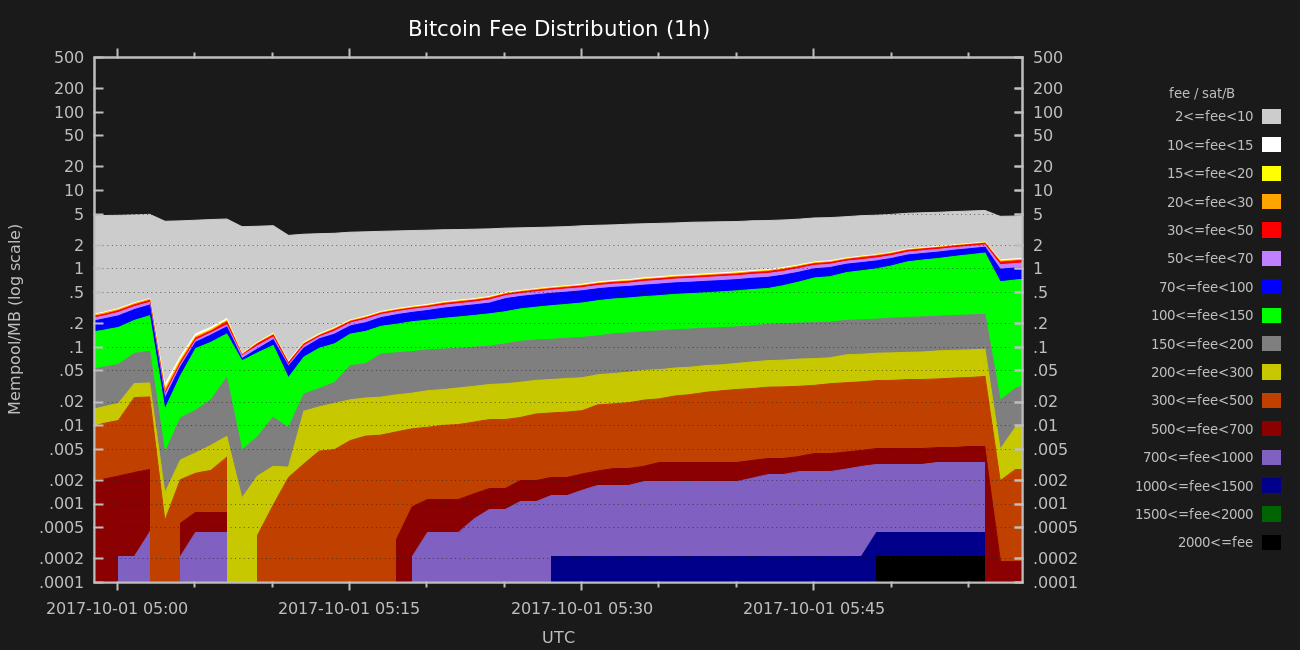 Bitcoin Fee Distribution (1h)
500 500
200 200
100 100
50 50
20 20
10 10
5 5
2 2
1 1
.5 .5
.2 .2
.1 .1
.05 .05
.02 .02
.01 .01
.005 .005
.002 .002
.001 .001
.0005 .0005
.0002 .0002
.0001 .0001
Mempool/MB (log scale)
2017-10-01 05:00 2017-10-01 05:15 2017-10-01 05:30 2017-10-01 05:45
UTC
fee / sat/B
2<=fee<10
10<=fee<15
15<=fee<20
20<=fee<30
30<=fee<50
50<=fee<70
70<=fee<100
100<=fee<150
150<=fee<200
200<=fee<300
300<=fee<500
500<=fee<700
700<=fee<1000
1000<=fee<1500
1500<=fee<2000
2000<=fee